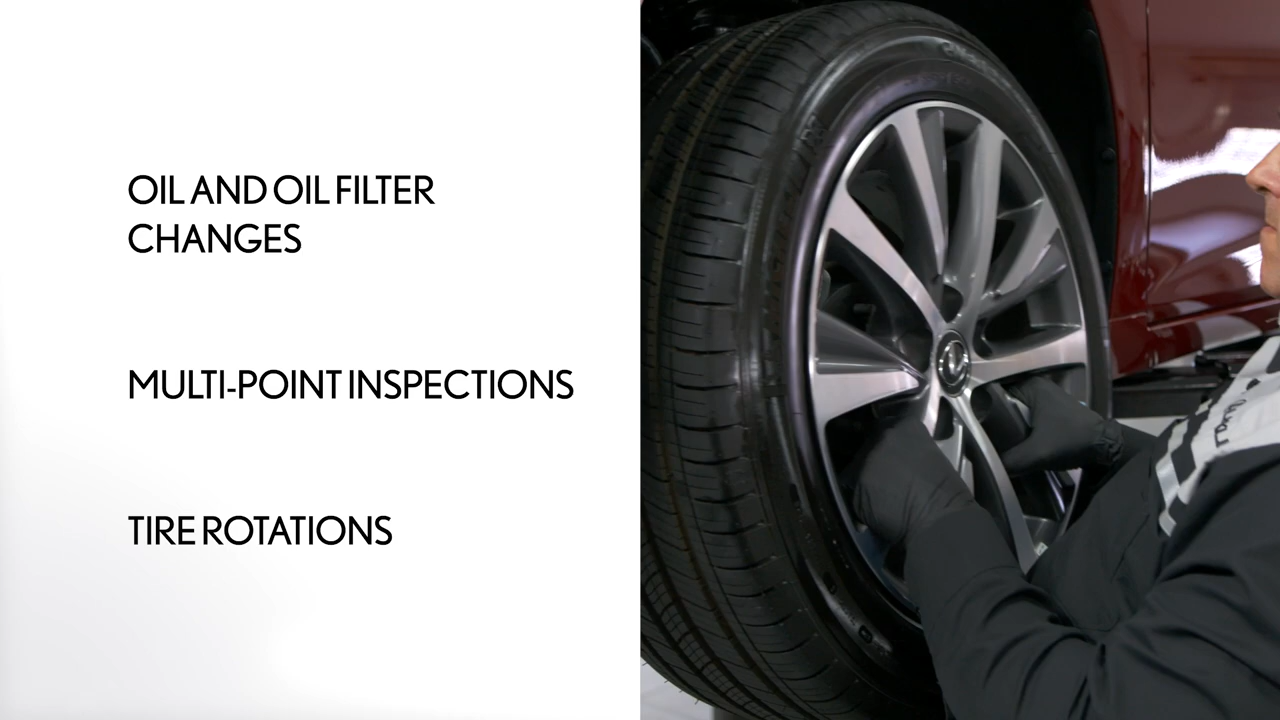 OIL AND OIL FILTER
CHANGES
MULTI-POINT INSPECTIONS
TIRE ROTATIONS